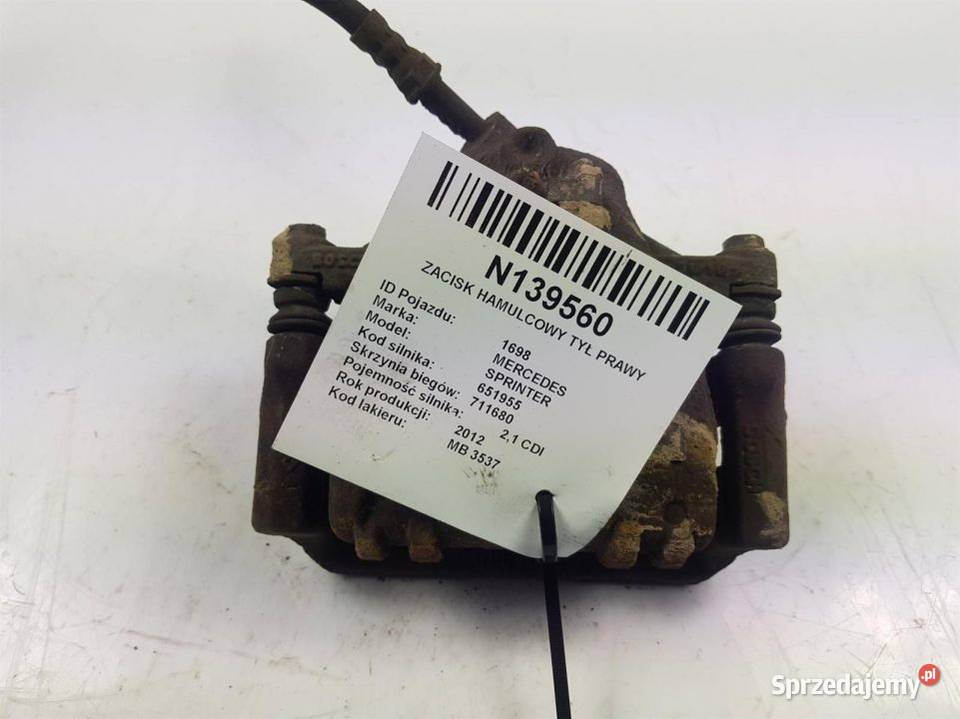 N139560
ZACISK HAMULCOWY TYŁ PRAWY
ID Pojazdu: 1698
Marka: MERCEDES
Model: SPRINTER
Kod silnika: 651955
Skrzynia biegów: 711680
Pojemność silnika: 2,1 CDI
Rok produkcji: 2012
Kod lakieru: MB 3537
Sprzedajemy.pl